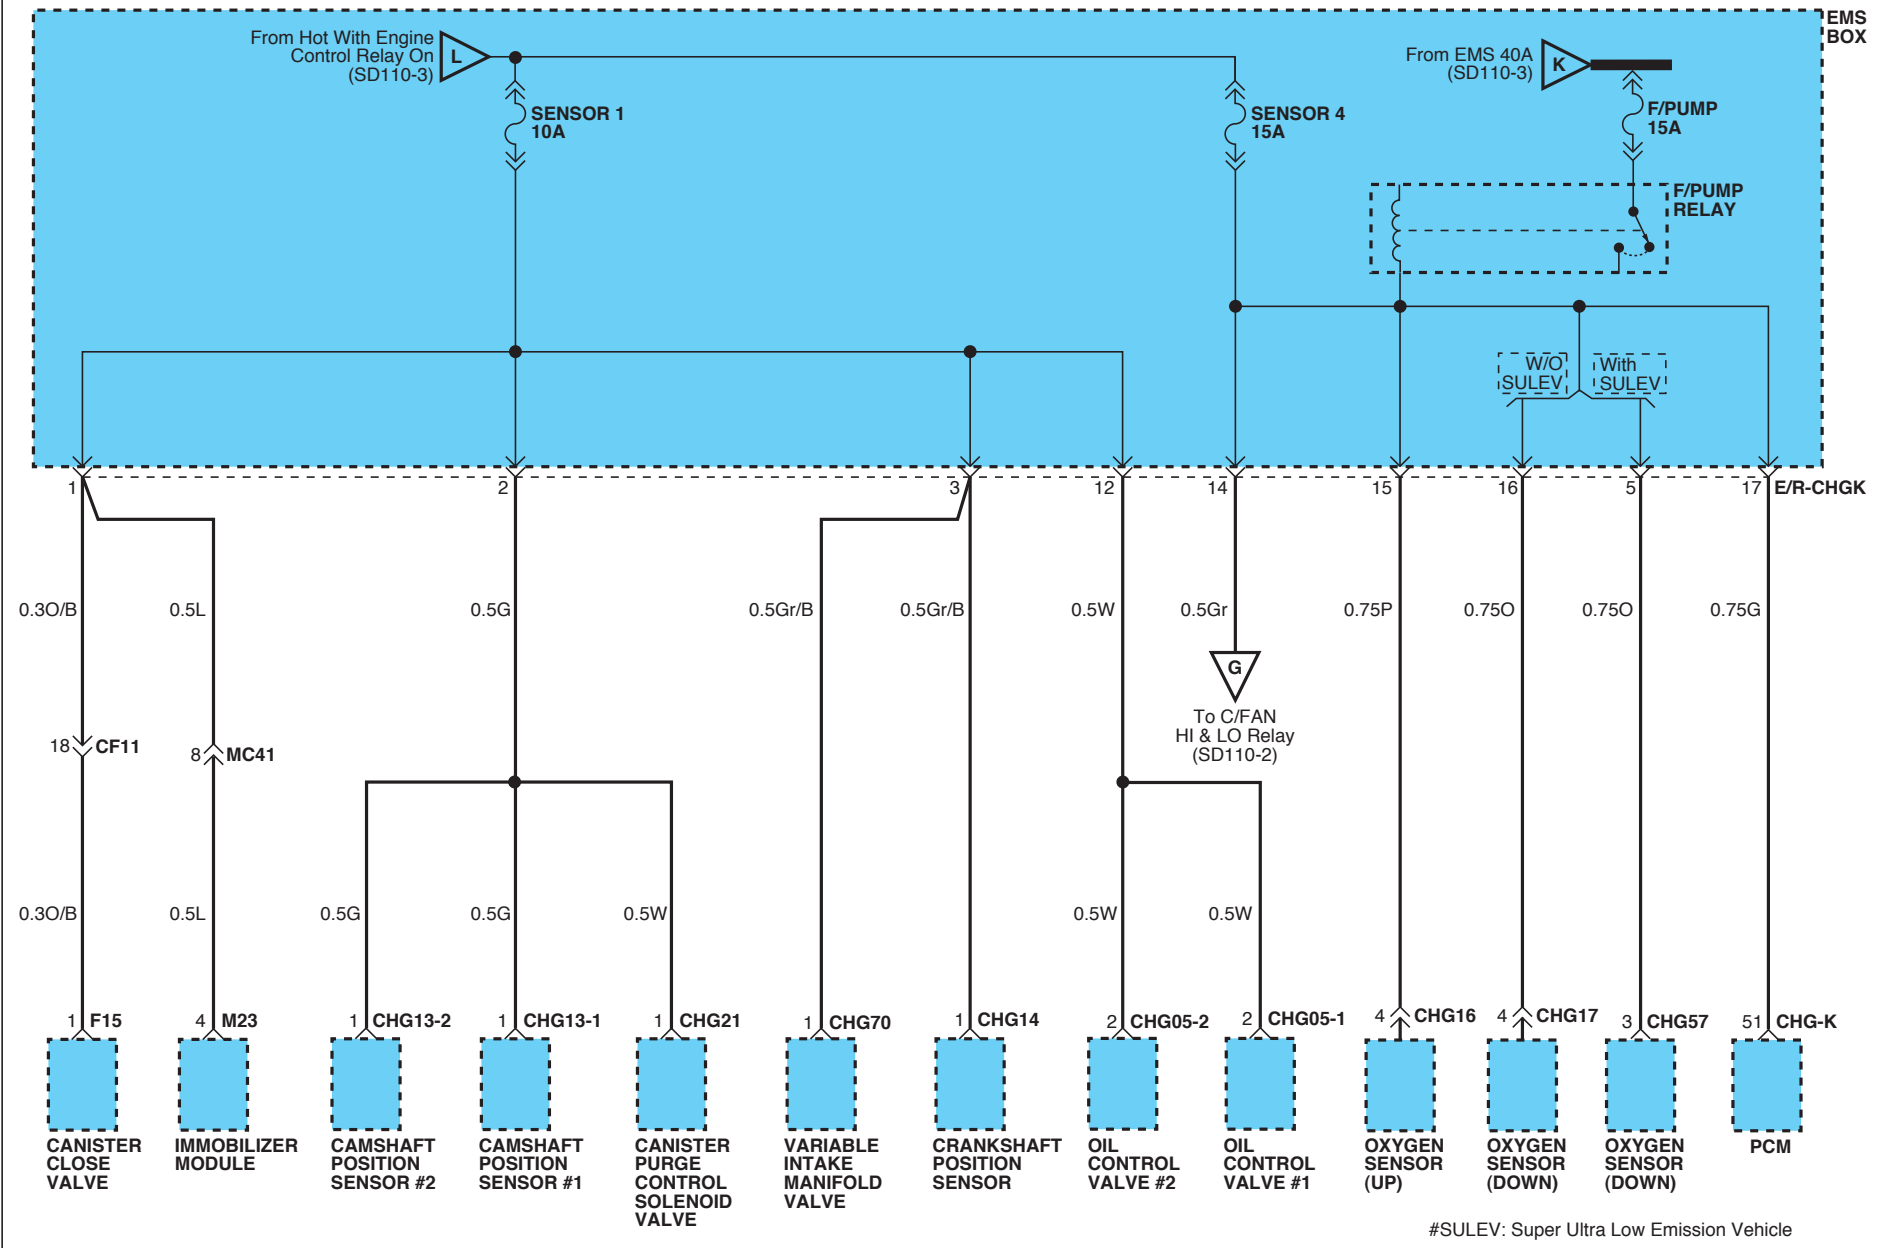 EMS
BOX
From Hot With Engine
Control Relay On
(SD110-3)
L
From EMS 40A
(SD110-3)
K
SENSOR 1
10A
SENSOR 4
15A
F/PUMP
15A
F/PUMP
RELAY
W/O
SULEV
With
SULEV
1
2
3
12
14
15
16
5
17
E/R-CHGK
0.3O/B
0.5L
0.5G
0.5Gr/B
0.5Gr/B
0.5W
0.5Gr
0.75P
0.75O
0.75O
0.75G
G
To C/FAN
HI & LO Relay
(SD110-2)
18
CF11
8
MC41
0.3O/B
0.5L
0.5G
0.5G
0.5W
0.5W
0.5W
1 F15
4 M23
1 CHG13-2
1 CHG13-1
1 CHG21
1 CHG70
1 CHG14
2 CHG05-2
2 CHG05-1
4 CHG16
4 CHG17
3 CHG57
51 CHG-K
CANISTER
CLOSE
VALVE
IMMOBILIZER
MODULE
CAMSHAFT
POSITION
SENSOR #2
CAMSHAFT
POSITION
SENSOR #1
CANISTER
PURGE
CONTROL
SOLENOID
VALVE
VARIABLE
INTAKE
MANIFOLD
VALVE
CRANKSHAFT
POSITION
SENSOR
OIL
CONTROL
VALVE #2
OIL
CONTROL
VALVE #1
OXYGEN
SENSOR
(UP)
OXYGEN
SENSOR
(DOWN)
OXYGEN
SENSOR
(DOWN)
PCM
#SULEV: Super Ultra Low Emission Vehicle